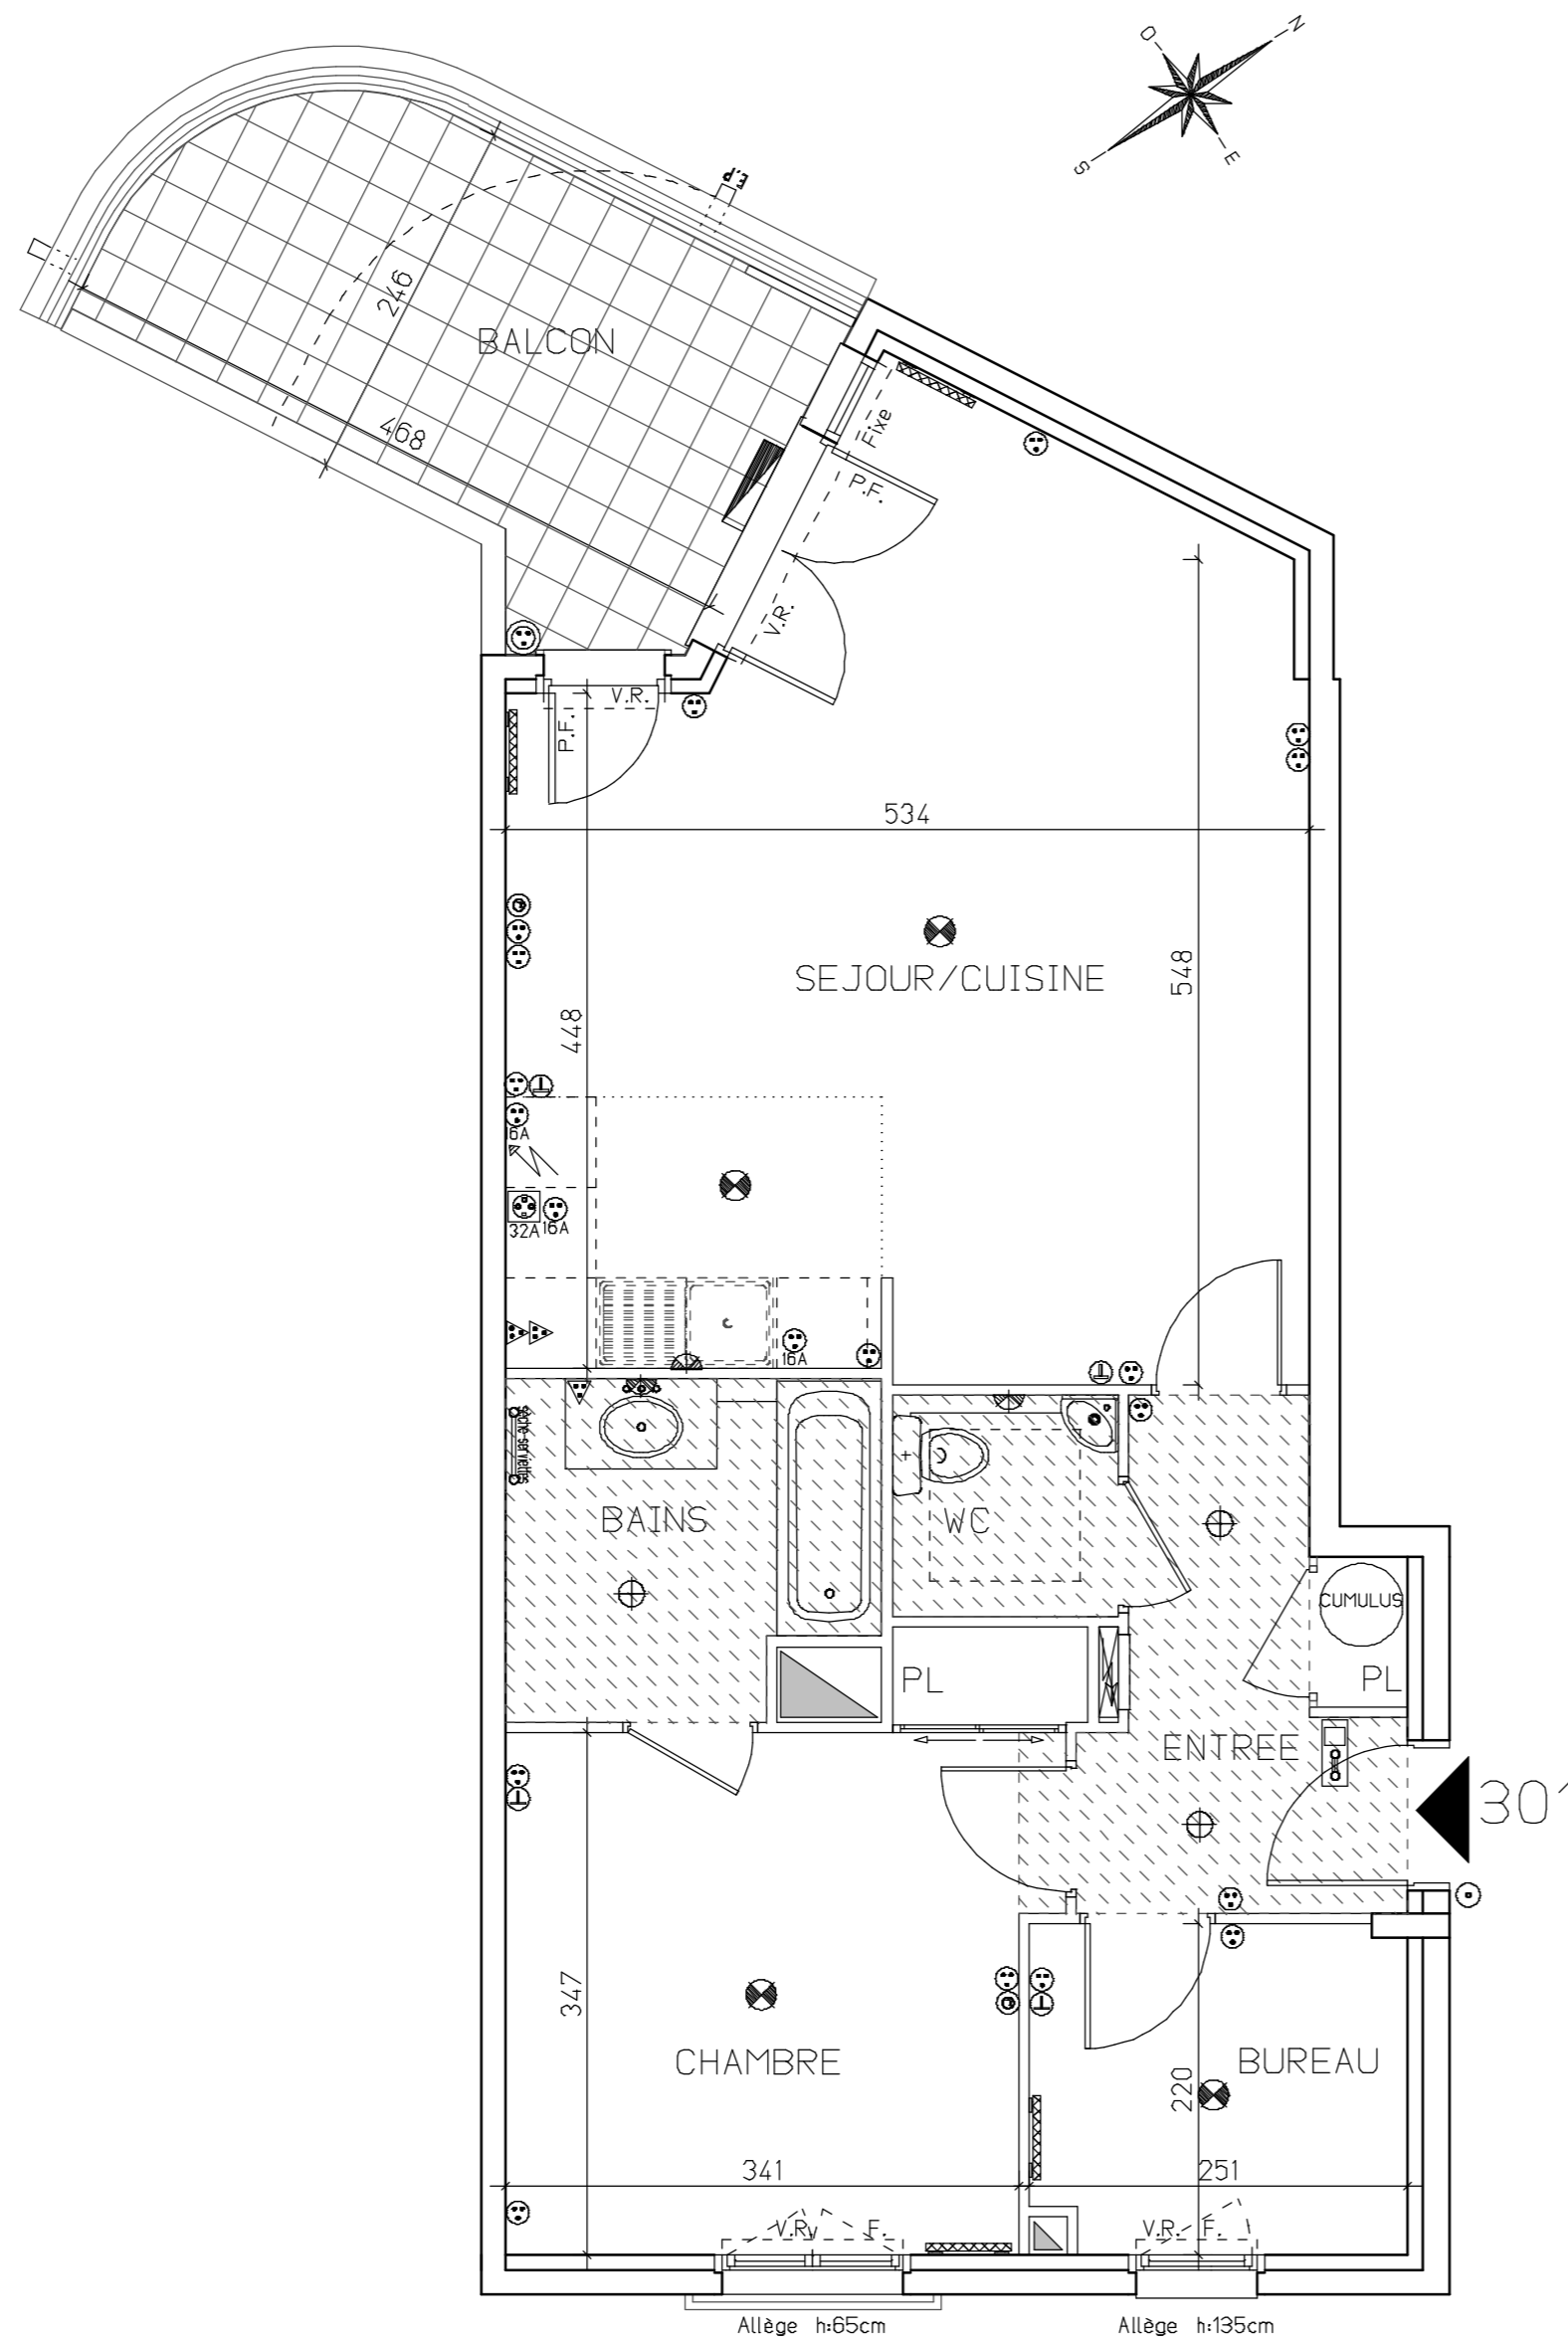 N
O
E
S
E.P
246
BALCON
468
Fixe
P.F.
V.R.
V.R.
P.F.
534
SEJOUR/CUISINE
548
448
16A
32A
16A
16A
sèche-serviettes
BAINS
WC
CUMULUS
PL
PL
ENTREE
301
347
CHAMBRE
BUREAU
220
341
251
V.R.
F.
V.R.
F.
Allège h:65cm
Allège h:135cm